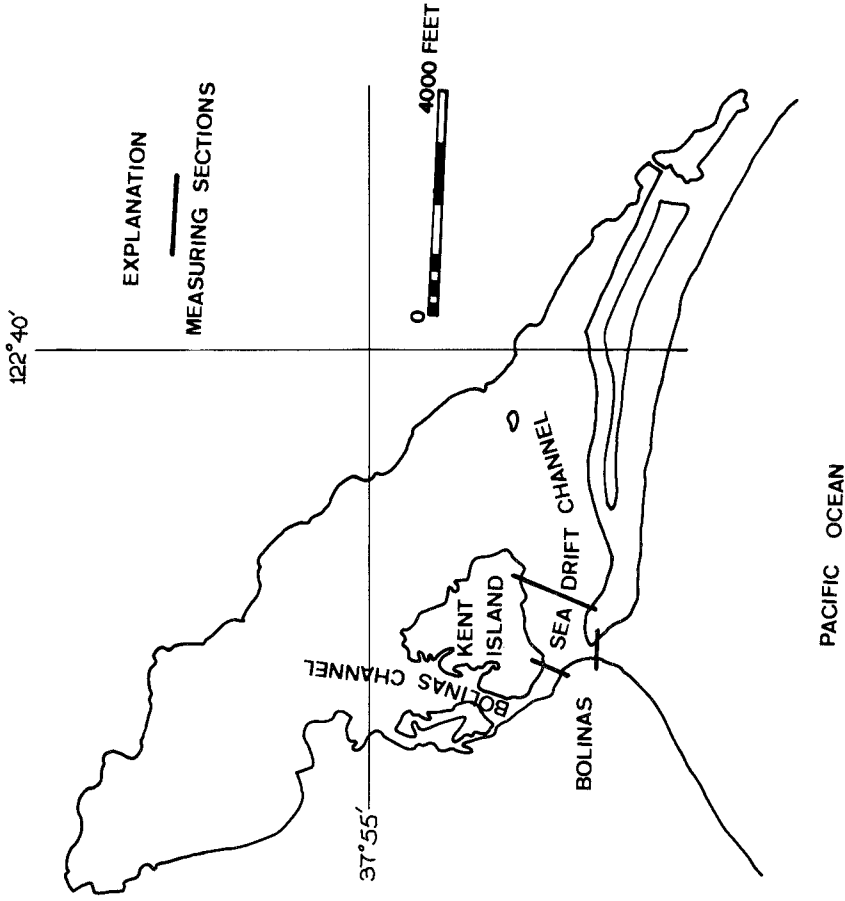 122°40'
EXPLANATION
MEASURING SECTIONS
0
4000 FEET
37°55'
BOLINAS CHANNEL
KENT
ISLAND
SEA DRIFT CHANNEL
BOLINAS
PACIFIC OCEAN